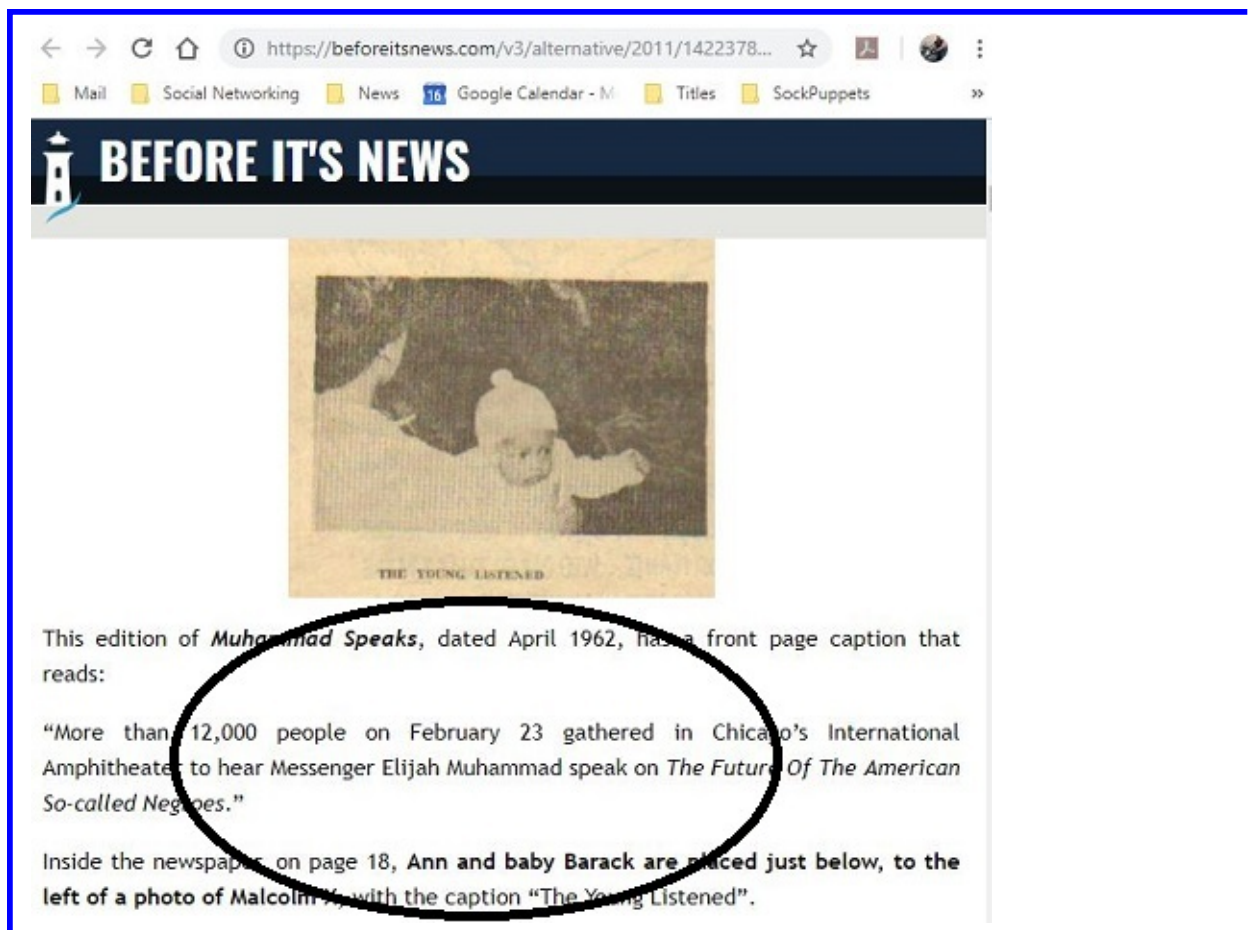 https://beforeitsnews.com/v3/alternative/2011/1422378...
Mail Social Networking News 16 Google Calendar - M Titles SockPuppets »
BEFORE IT'S NEWS
THE YOUNG LISTENED
This edition of Muhammad Speaks, dated April 1962, has a front page caption that
reads:
“More than 12,000 people on February 23 gathered in Chicago’s International
Amphitheater to hear Messenger Elijah Muhammad speak on The Future Of The American
So-called Negroes.”
Inside the newspaper, on page 18, Ann and baby Barack are placed just below, to the
left of a photo of Malcolm X, with the caption “The Young Listened”.